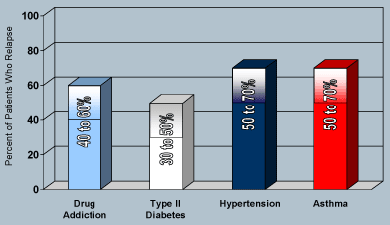 Percent of Patients Who Relapse
100
80
60
40
20
0
40 to 60%
30 to 50%
50 to 70%
50 to 70%
Drug
Addiction
Type II
Diabetes
Hypertension
Asthma